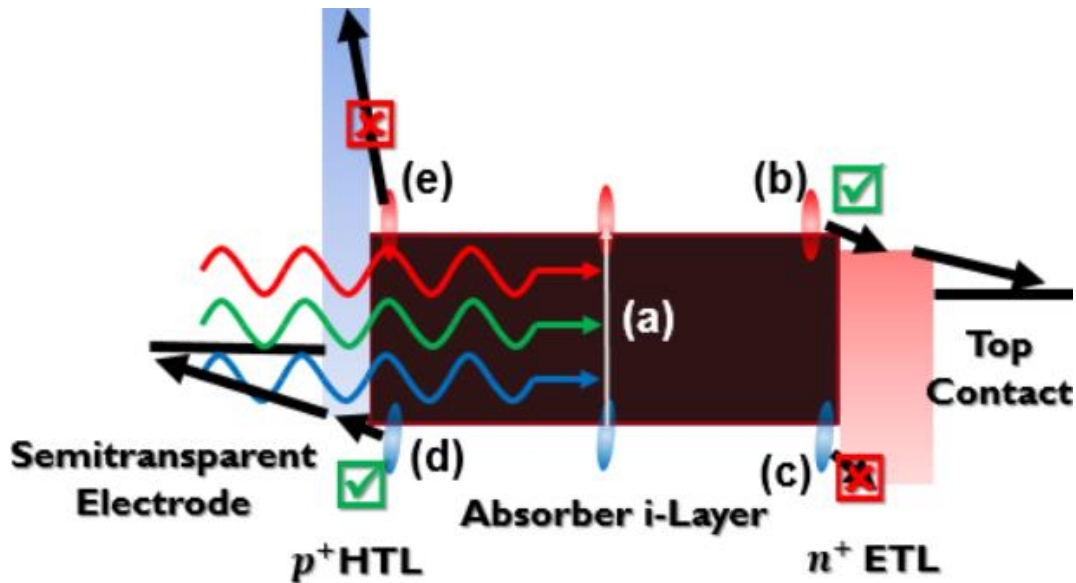 (e)
(b)
(a)
Top
Contact
(d)
(c)
Semitransparent
Electrode
Absorber i-Layer
p⁺HTL
n⁺ ETL